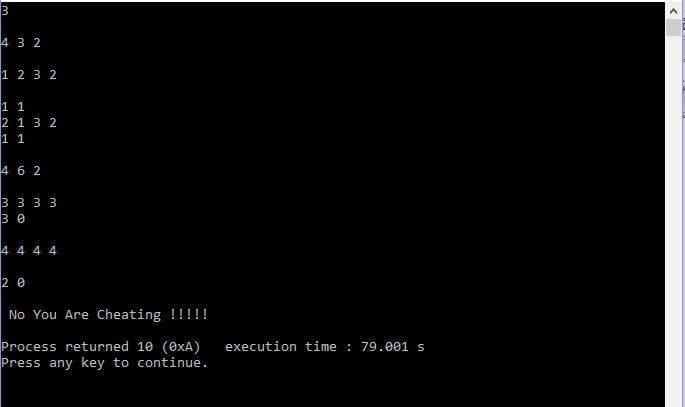 3
4 3 2
1 2 3 2
1 1
2 1 3 2
1 1
4 6 2
3 3 3 3
3 0
4 4 4 4
2 0
No You Are Cheating !!!!!
Process returned 10 (0xA)   execution time : 79.001 s
Press any key to continue.